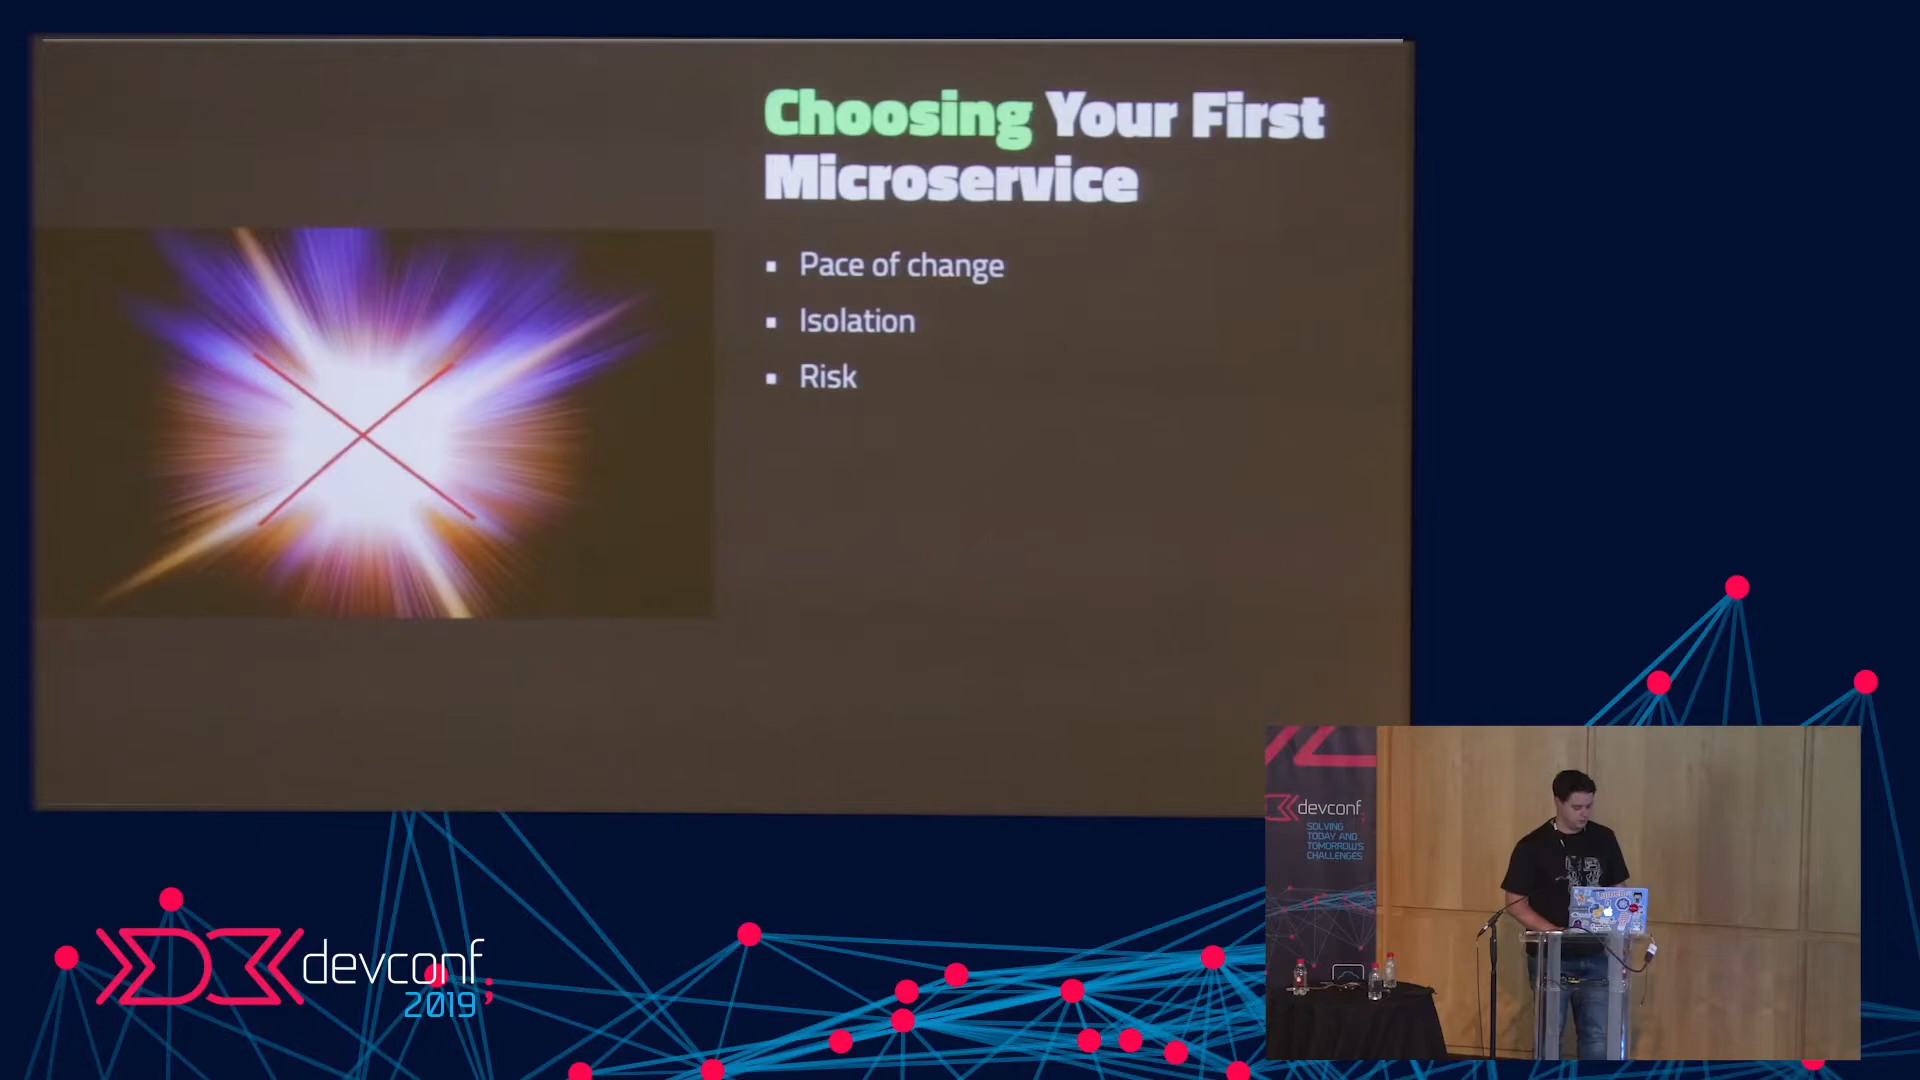 Choosing Your First
Microservice
Pace of change
Isolation
Risk
devconf;
2019
devconf;
SOLVING
TODAY AND
TOMORROW'S
CHALLENGES